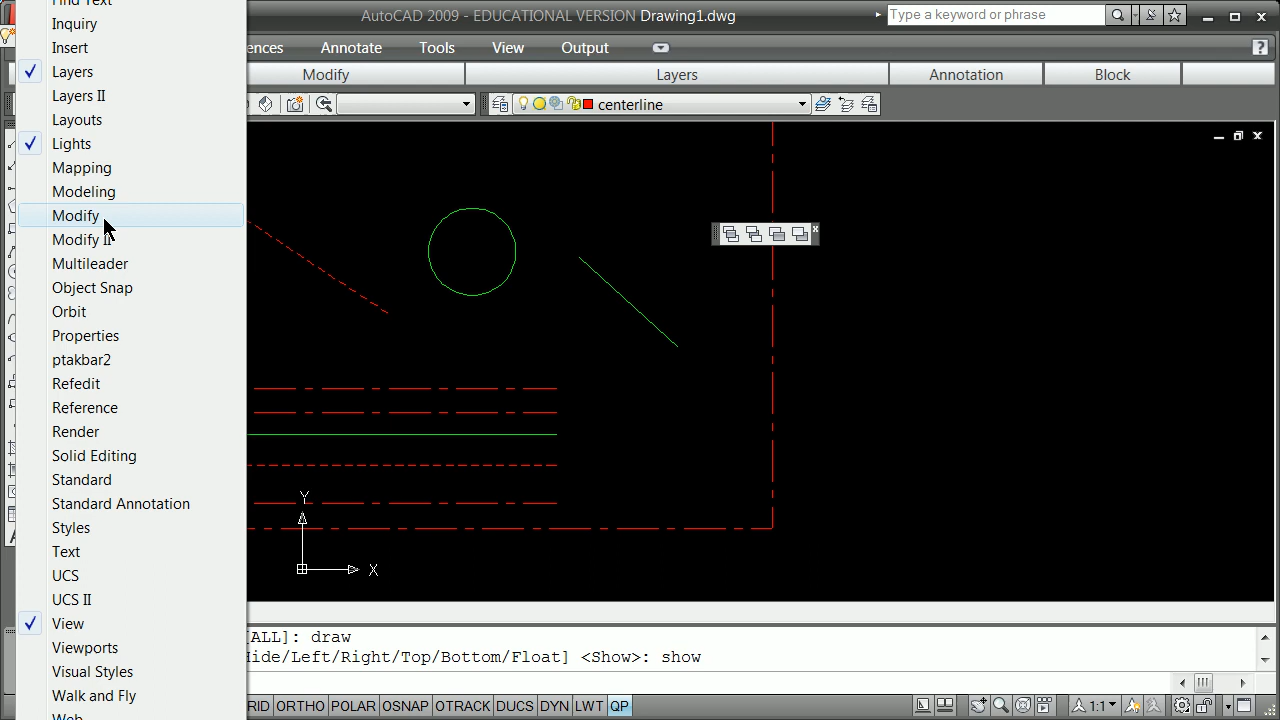 Find Text
Inquiry
Insert
Layers
Layers II
Layouts
Lights
Mapping
Modeling
Modify
Modify II
Multileader
Object Snap
Orbit
Properties
ptakbar2
Refedit
Reference
Render
Solid Editing
Standard
Standard Annotation
Styles
Text
UCS
UCS II
View
Viewports
Visual Styles
Walk and Fly
Web
AutoCAD 2009 - EDUCATIONAL VERSION Drawing1.dwg
Type a keyword or phrase
ences Annotate Tools View Output
Modify Layers Annotation Block
centerline
Y
X
[ALL]: draw
Hide/Left/Right/Top/Bottom/Float] <Show>: show
RID ORTHO POLAR OSNAP OTRACK DUCS DYN LWT QP
1:1